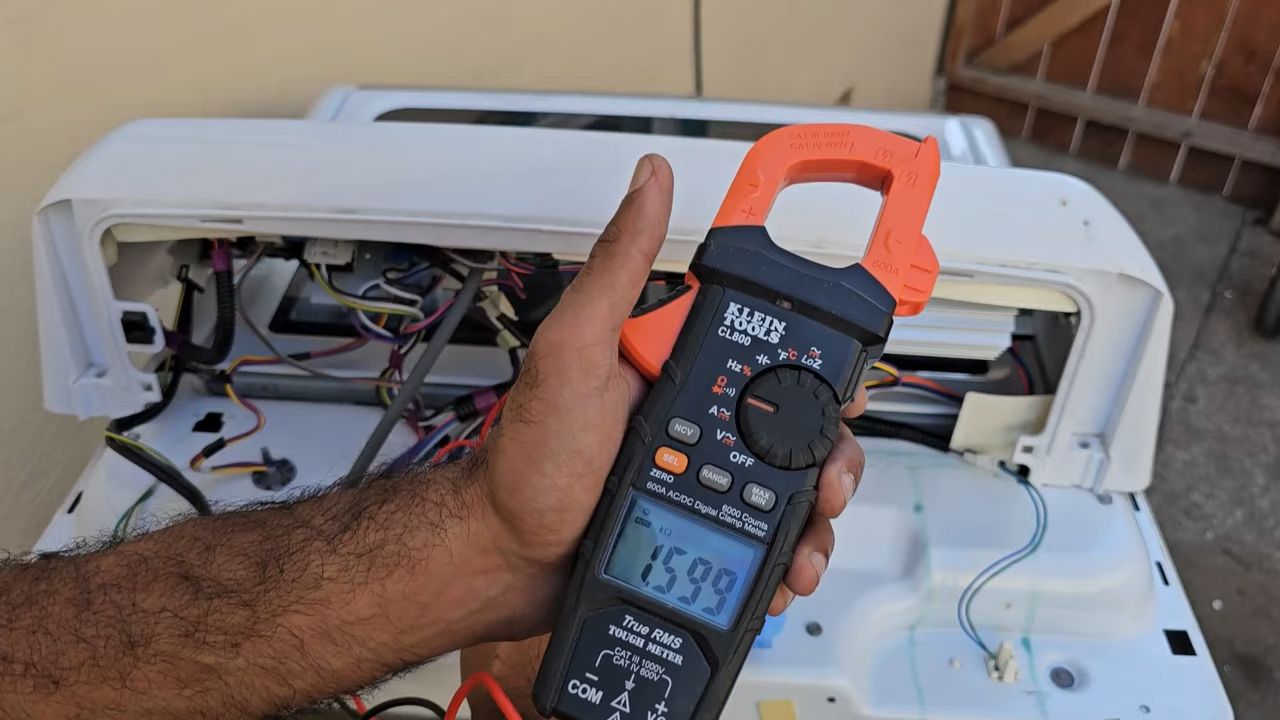 CAT III 1000V
CAT IV 600V
+
600A
KLEIN
TOOLS
CL800
Hz%
°F°C
LoZ
A
V
OFF
NCV
SEL
ZERO
RANGE
MAX
MIN
6000 Counts
600A AC/DC Digital Clamp Meter
AUTO
kΩ
1.599
True RMS
TOUGH METER
CAT III 1000V
CAT IV 600V
COM
+